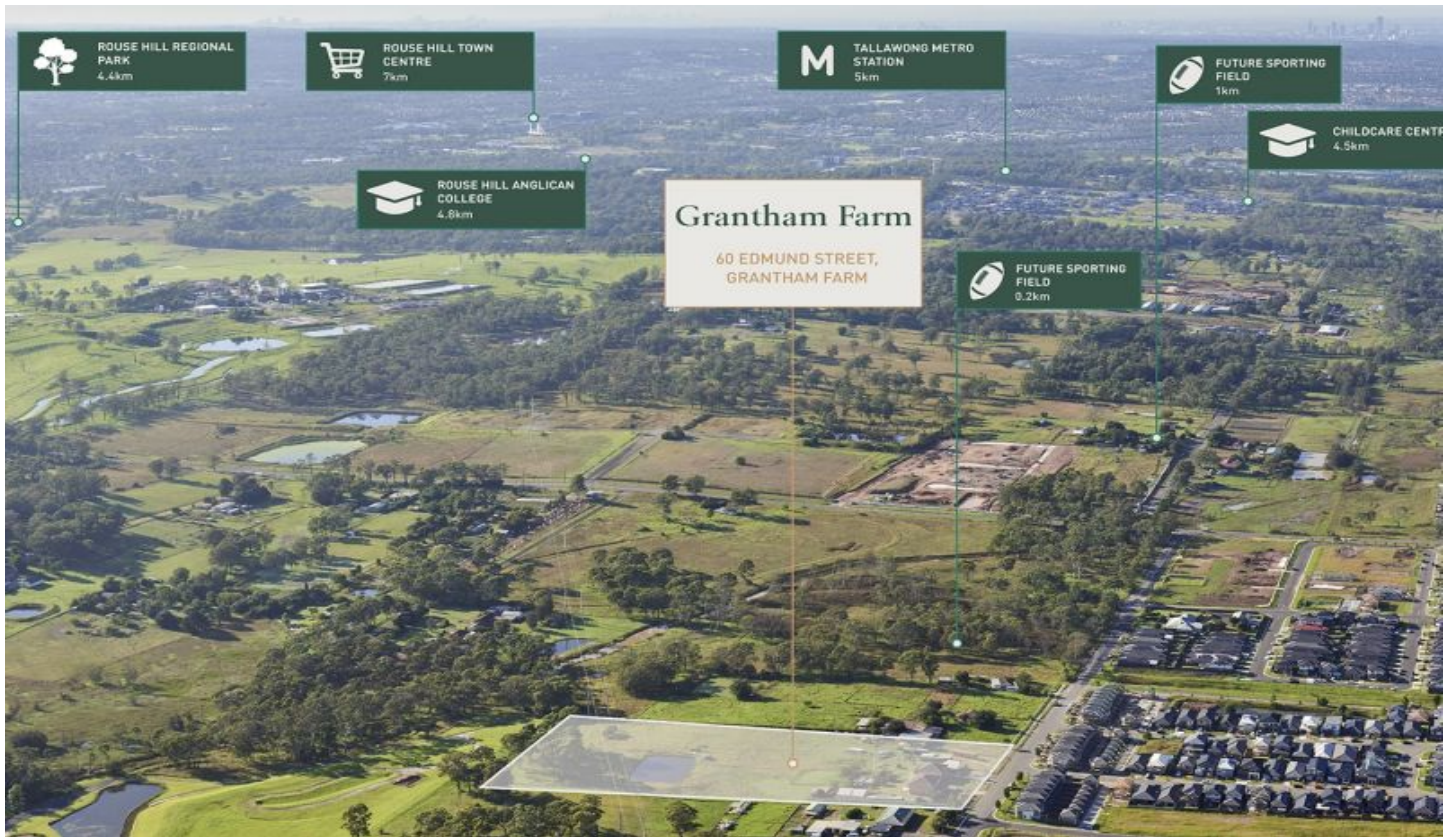 ROUSE HILL REGIONAL
PARK
4.4km
ROUSE HILL TOWN
CENTRE
7km
M
TALLAWONG METRO
STATION
5km
FUTURE SPORTING
FIELD
1km
CHILDCARE CENTR
4.5km
ROUSE HILL ANGLICAN
COLLEGE
4.8km
Grantham Farm
60 EDMUND STREET,
GRANTHAM FARM
FUTURE SPORTING
FIELD
0.2km